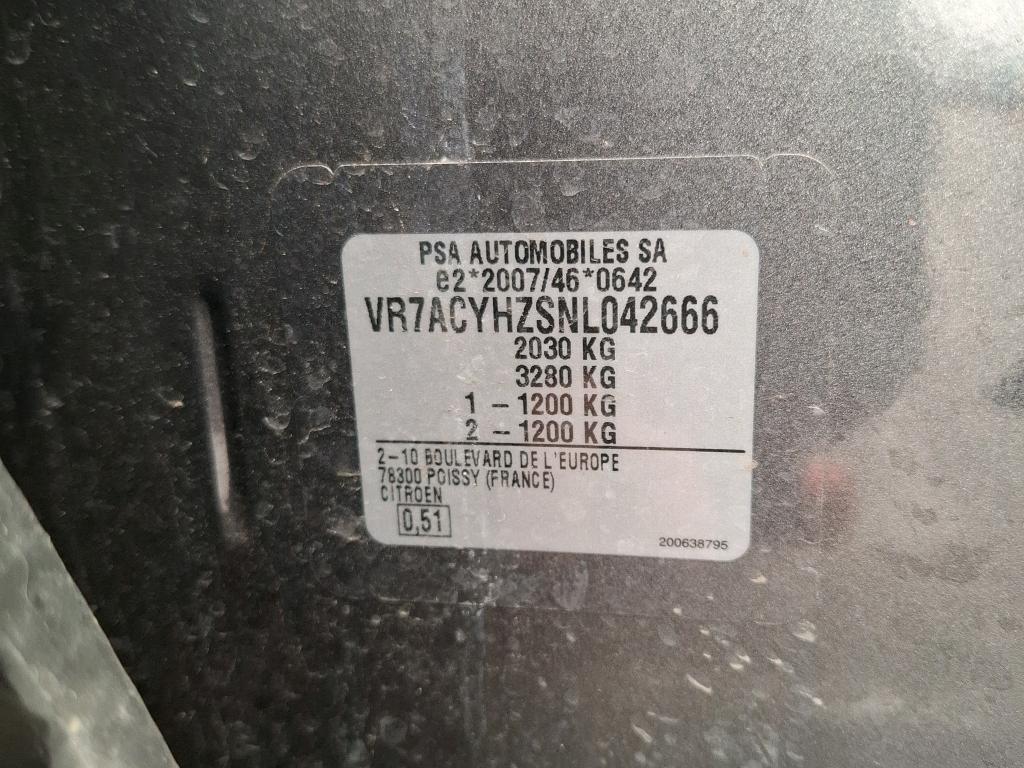 PSA AUTOMOBILES SA
e2*2007/46*0642
VR7ACYHZSNL042666
2030 KG
3280 KG
1 – 1200 KG
2 – 1200 KG
2–10 BOULEVARD DE L'EUROPE
78300 POISSY (FRANCE)
CITROEN
0,51
200638795